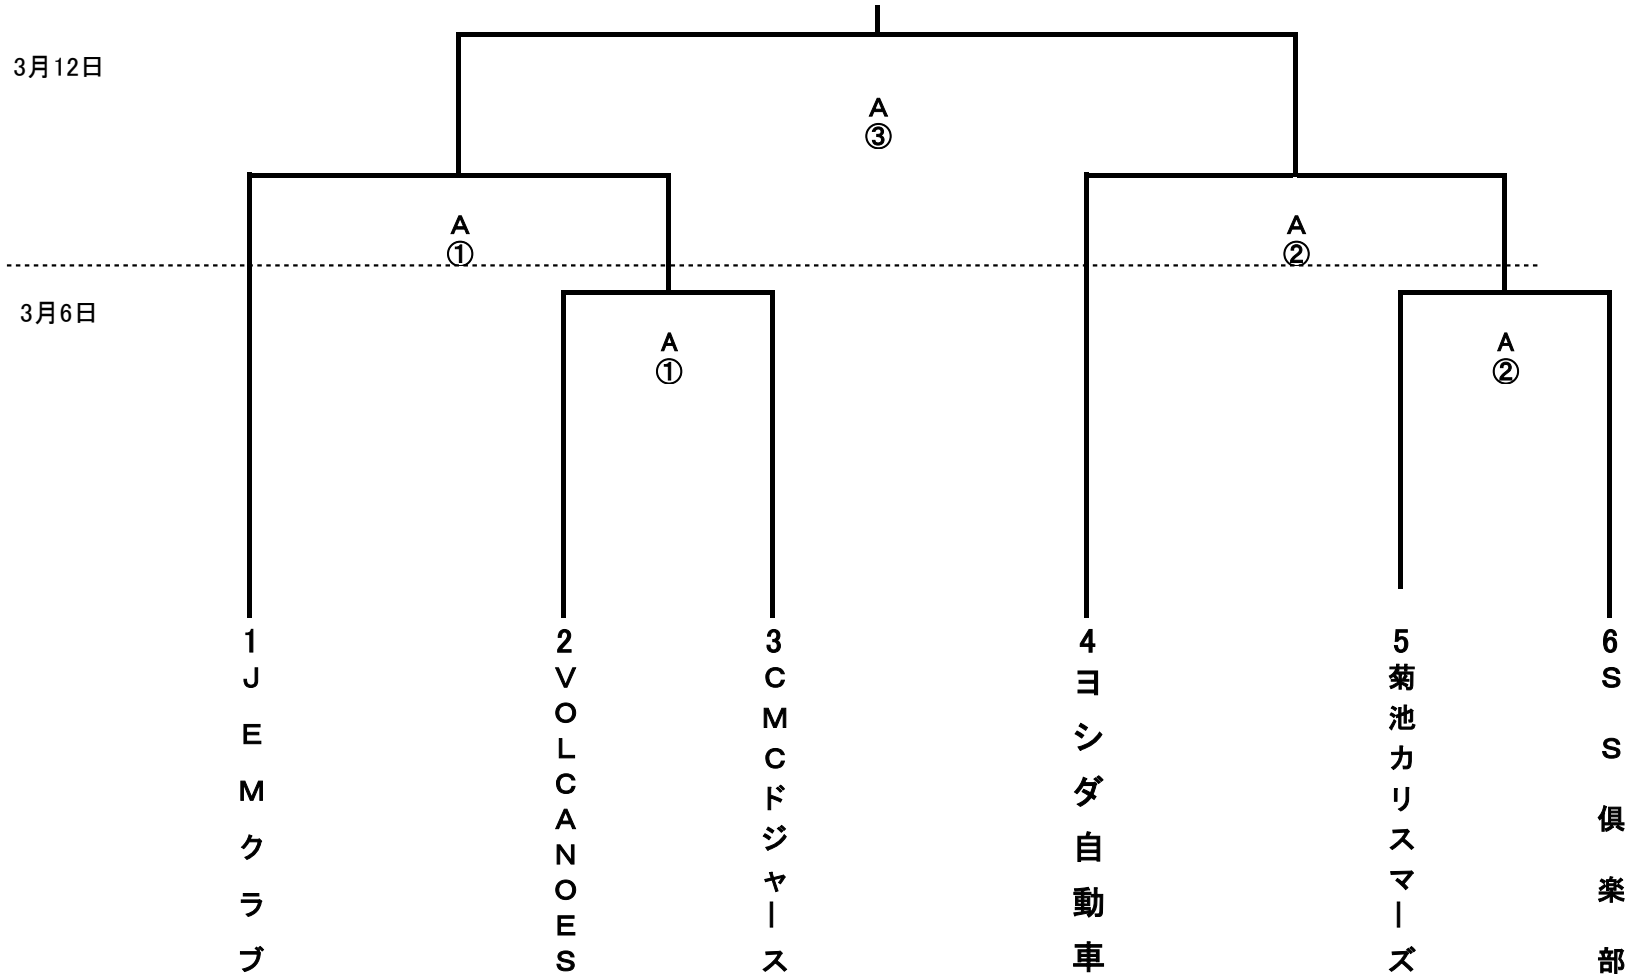 3月12日
A
③
A
①
A
②
3月6日
A
①
A
②
1
JEMクラブ
2
VOLCANOES
3
CMCドジャース
4
ヨシダ自動車
5
菊池カリスマーズ
6
SS倶楽部